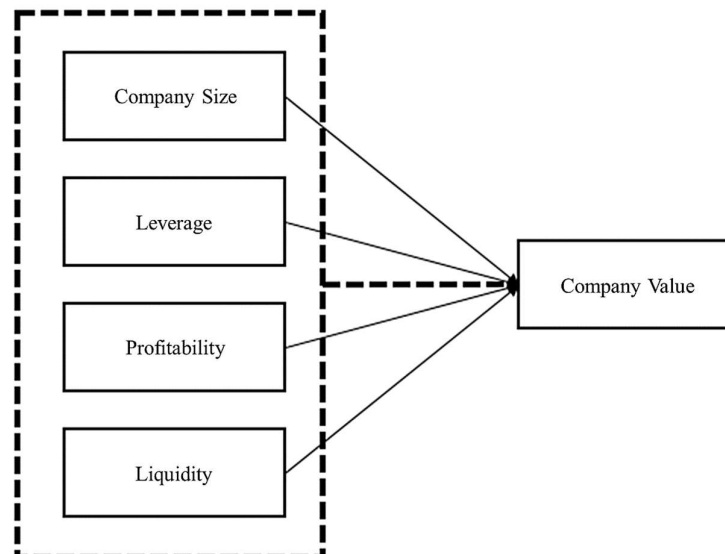 Company Size
Leverage
Company Value
Profitability
Liquidity